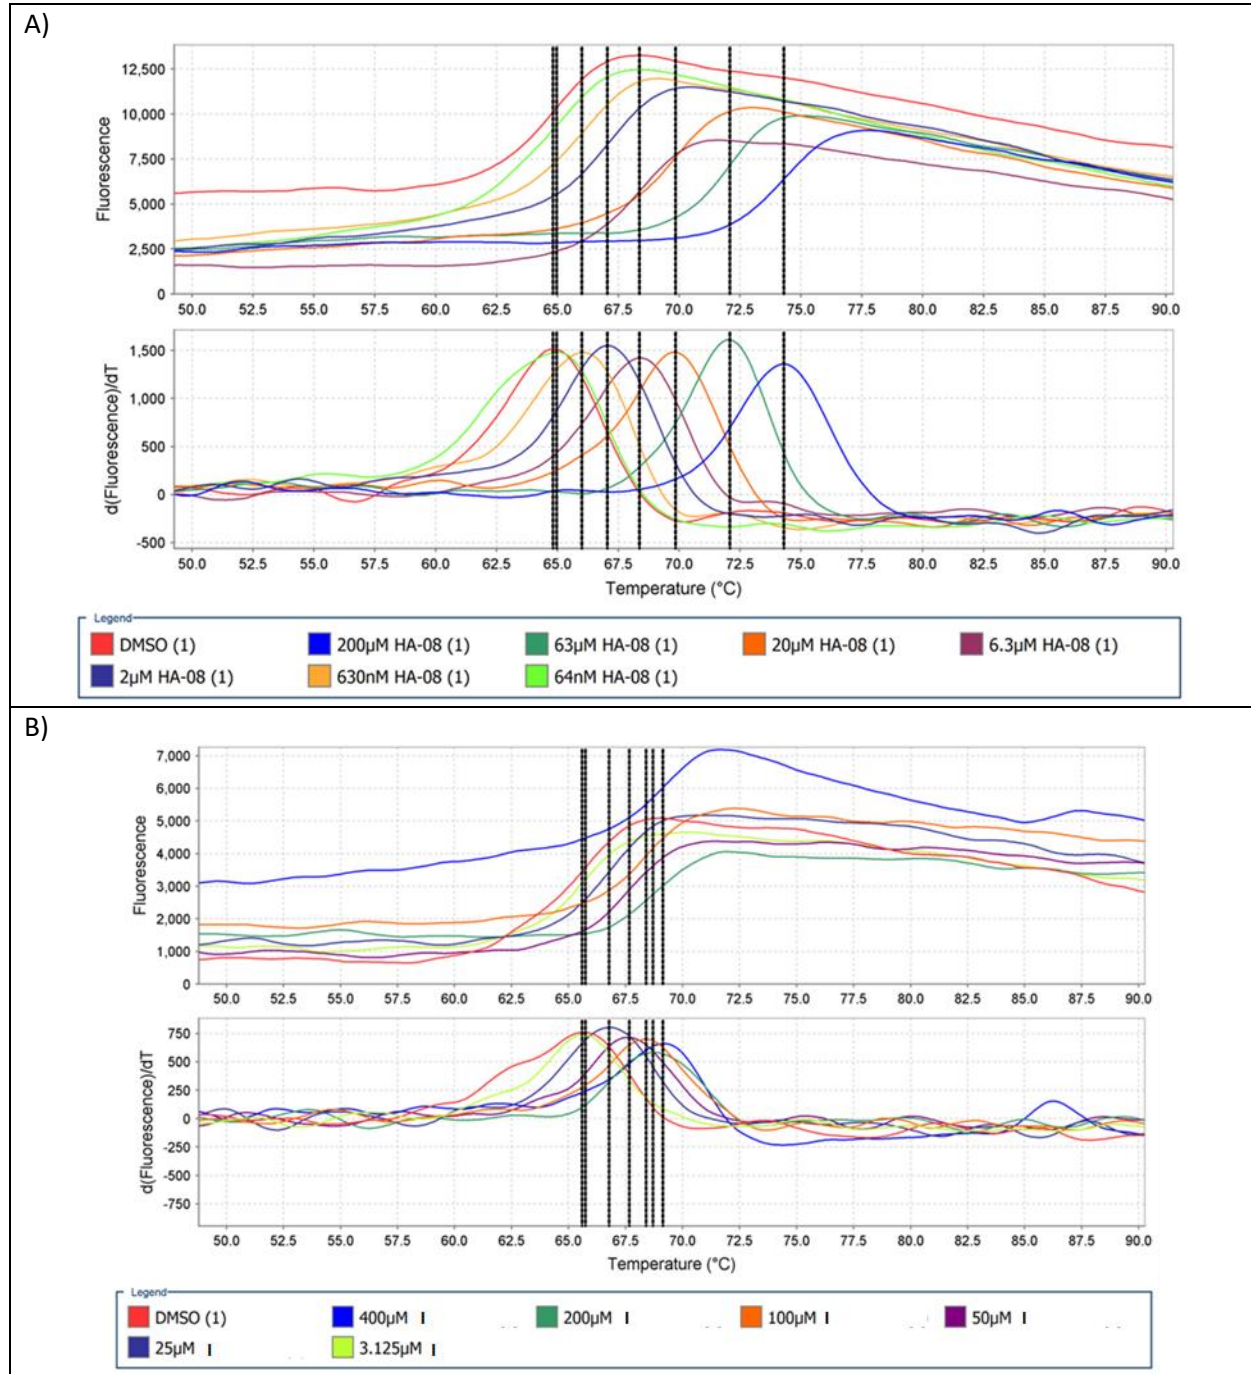 A)
12,500
10,000
7,500
5,000
2,500
0
Fluorescence
50.0 52.5 55.0 57.5 60.0 62.5 65.0 67.5 70.0 72.5 75.0 77.5 80.0 82.5 85.0 87.5 90.0
1,500
1,000
500
0
-500
d(Fluorescence)/dT
50.0 52.5 55.0 57.5 60.0 62.5 65.0 67.5 70.0 72.5 75.0 77.5 80.0 82.5 85.0 87.5 90.0
Temperature (°C)
Legend
DMSO (1) 200µM HA-08 (1) 63µM HA-08 (1) 20µM HA-08 (1) 6.3µM HA-08 (1)
2µM HA-08 (1) 630nM HA-08 (1) 64nM HA-08 (1)
B)
7,000
6,000
5,000
4,000
3,000
2,000
1,000
0
Fluorescence
50.0 52.5 55.0 57.5 60.0 62.5 65.0 67.5 70.0 72.5 75.0 77.5 80.0 82.5 85.0 87.5 90.0
750
500
250
0
-250
-500
-750
d(Fluorescence)/dT
50.0 52.5 55.0 57.5 60.0 62.5 65.0 67.5 70.0 72.5 75.0 77.5 80.0 82.5 85.0 87.5 90.0
Temperature (°C)
Legend
DMSO (1) 400µM I 200µM I 100µM I 50µM I
25µM I 3.125µM I